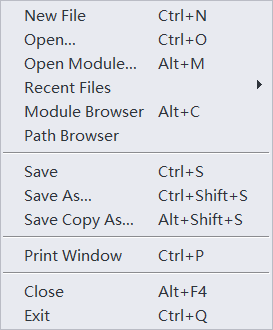 New File Ctrl+N
Open... Ctrl+O
Open Module... Alt+M
Recent Files
Module Browser Alt+C
Path Browser
Save Ctrl+S
Save As... Ctrl+Shift+S
Save Copy As... Alt+Shift+S
Print Window Ctrl+P
Close Alt+F4
Exit Ctrl+Q